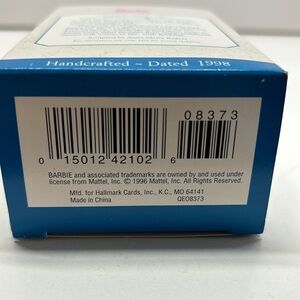 Handcrafted ~ Dated 1998
08373
0 15012 42102 6
BARBIE and associated trademarks are owned by and used under
license from Mattel, Inc. © 1996 Mattel, Inc. All Rights Reserved.
Mfd. for Hallmark Cards, Inc., K.C., MO 64141
Made in China QEO8373